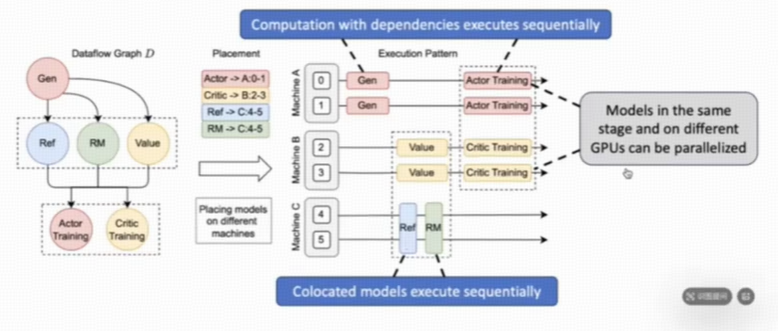 Computation with dependencies executes sequentially
Dataflow Graph D
Placement
Execution Pattern
Gen
Ref
RM
Value
Actor
Training
Critic
Training
Actor -> A:0-1
Critic -> B:2-3
Ref -> C:4-5
RM -> C:4-5
Placing models
on different
machines
Machine A
0
Gen
Actor Training
1
Gen
Actor Training
Machine B
2
Value
Critic Training
3
Value
Critic Training
Machine C
4
5
Ref
RM
Models in the same
stage and on different
GPUs can be parallelized
Colocated models execute sequentially